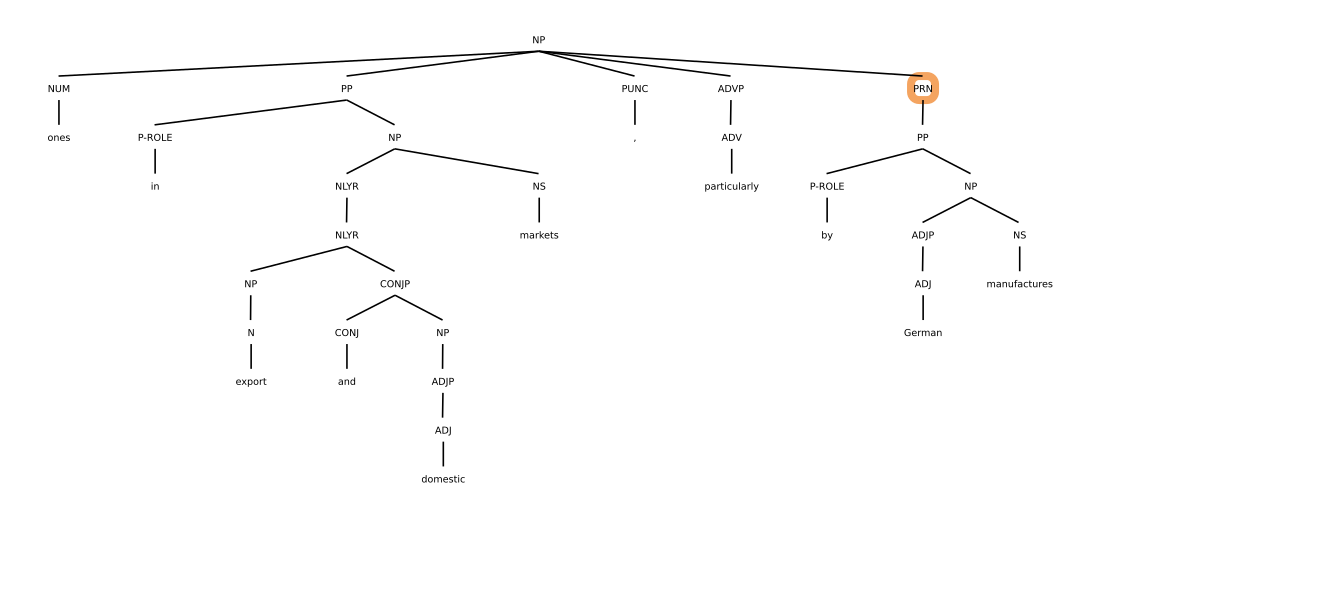 NP
NUM PP PUNC ADVP PRN
ones P-ROLE NP , ADV PP
in NLYR NS particularly P-ROLE NP
NLYR markets by ADJP NS
NP CONJP ADJ manufactures
N CONJ NP German
export and ADJP
ADJ
domestic